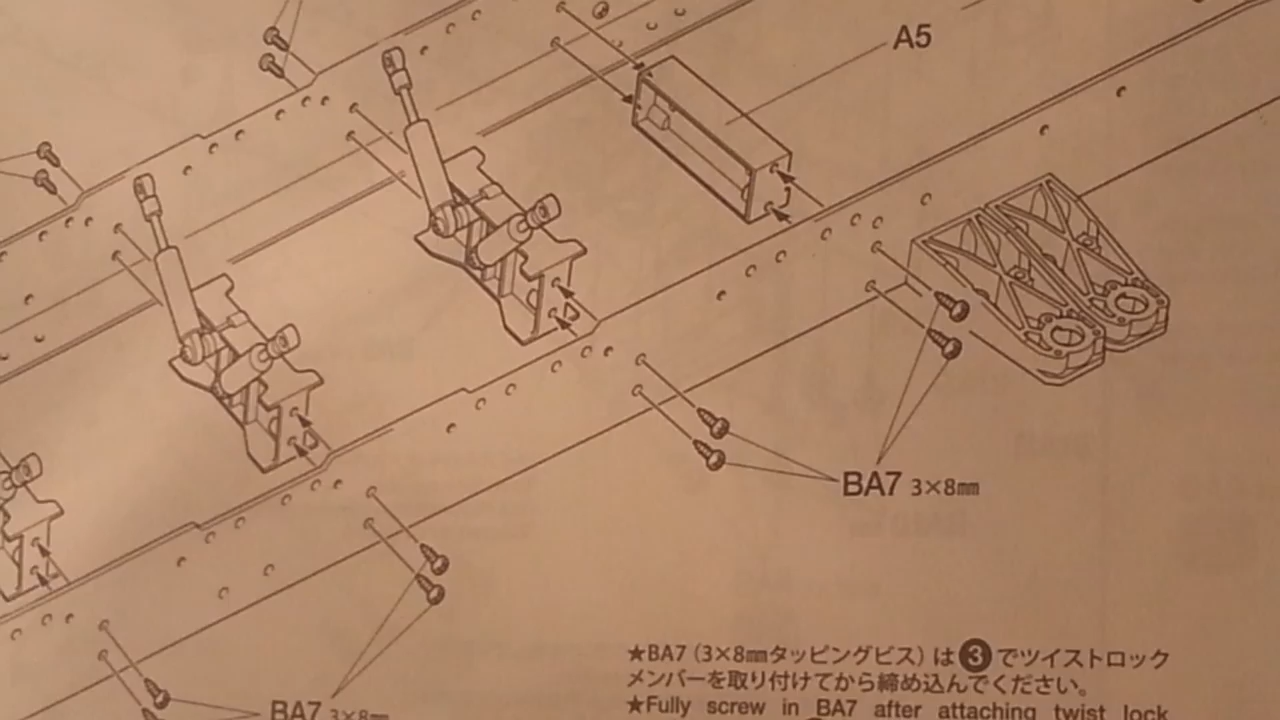 A5
BA7 3×8㎜
BA7 3×8㎜
★BA7(3×8㎜タッピングビス)は❸でツイストロック
メンバーを取り付けてから締め込んでください。
★Fully screw in BA7 after attaching twist lock